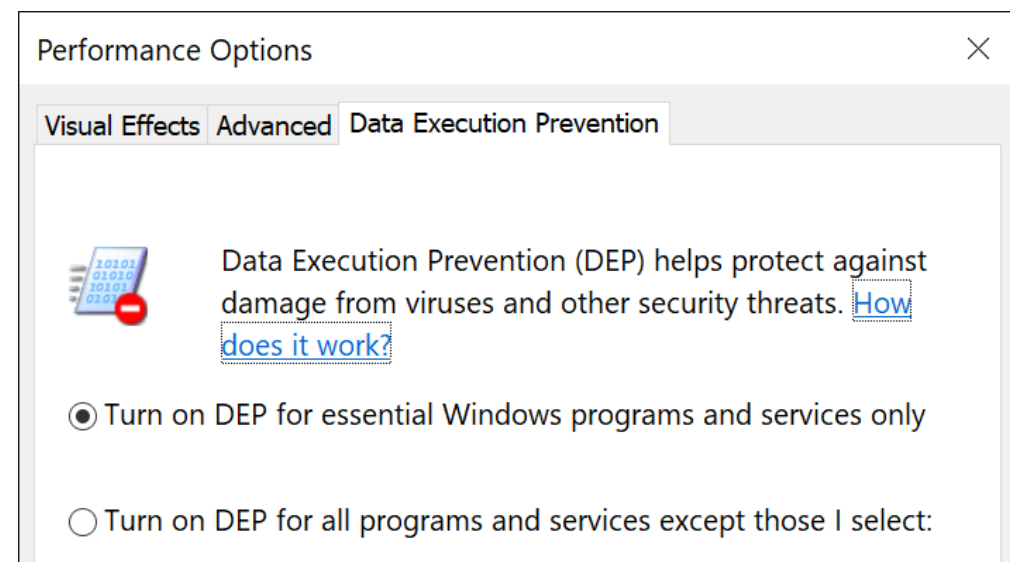 Performance Options
Visual Effects Advanced Data Execution Prevention
Data Execution Prevention (DEP) helps protect against
damage from viruses and other security threats. How
does it work?
Turn on DEP for essential Windows programs and services only
Turn on DEP for all programs and services except those I select: